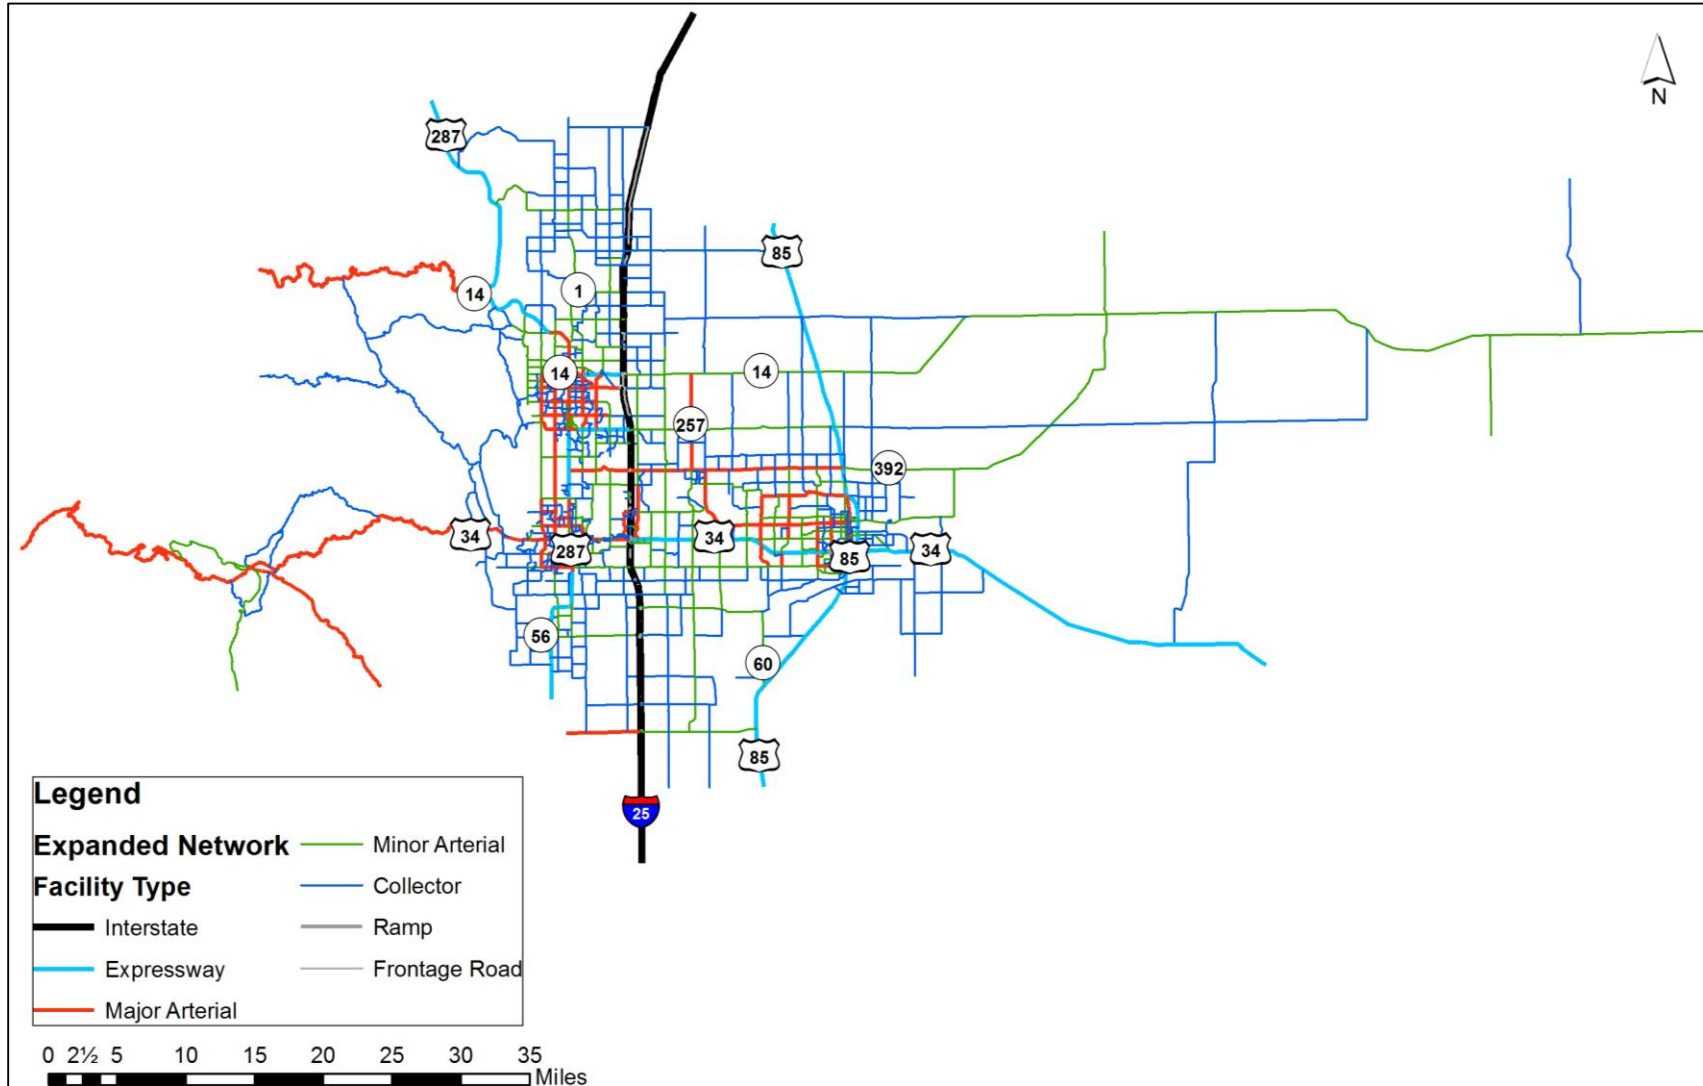 N
287
85
14
1
14
14
257
392
34
287
34
85
34
56
60
85
25
Legend
Expanded Network
Facility Type
Interstate
Expressway
Major Arterial
Minor Arterial
Collector
Ramp
Frontage Road
0 2½ 5 10 15 20 25 30 35
Miles